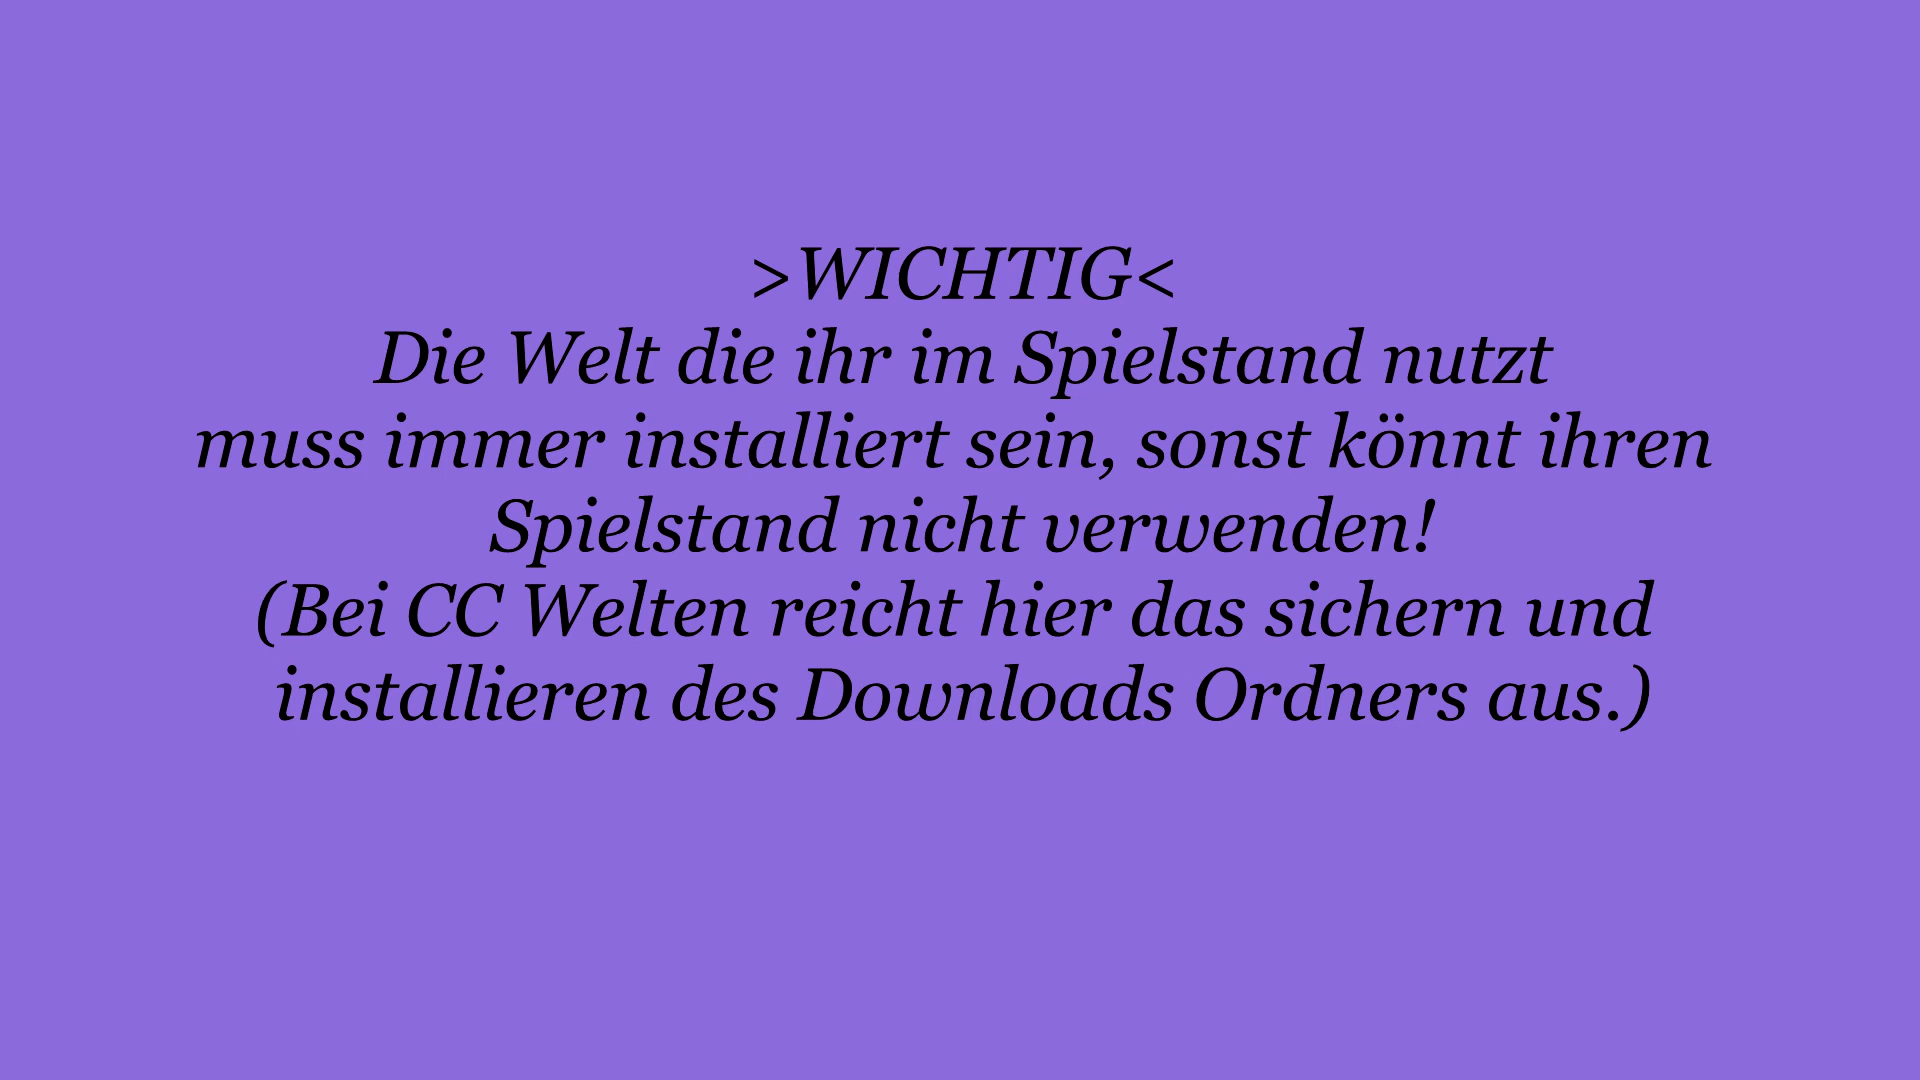 >WICHTIG<
Die Welt die ihr im Spielstand nutzt
muss immer installiert sein, sonst könnt ihren
Spielstand nicht verwenden!
(Bei CC Welten reicht hier das sichern und
installieren des Downloads Ordners aus.)